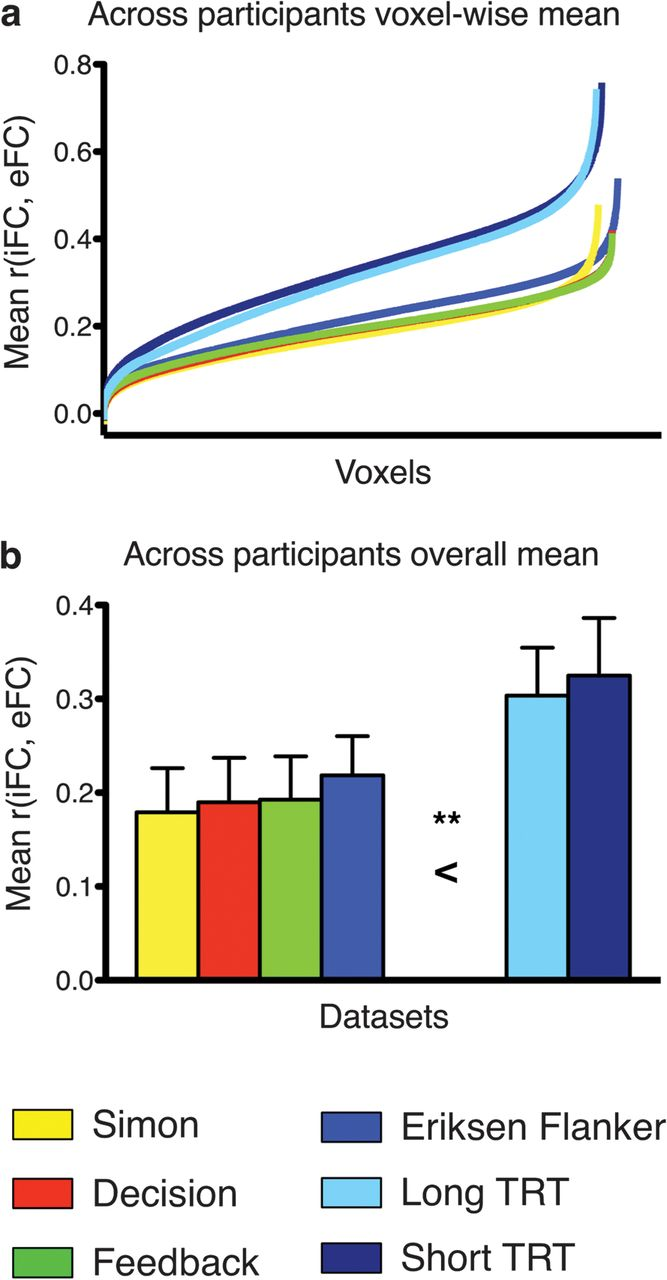 a Across participants voxel-wise mean
Mean r(iFC, eFC)
0.8
0.6
0.4
0.2
0.0
Voxels
b Across participants overall mean
Mean r(iFC, eFC)
0.4
0.3
0.2
0.1
0.0
**
<
Datasets
Simon Eriksen Flanker
Decision Long TRT
Feedback Short TRT